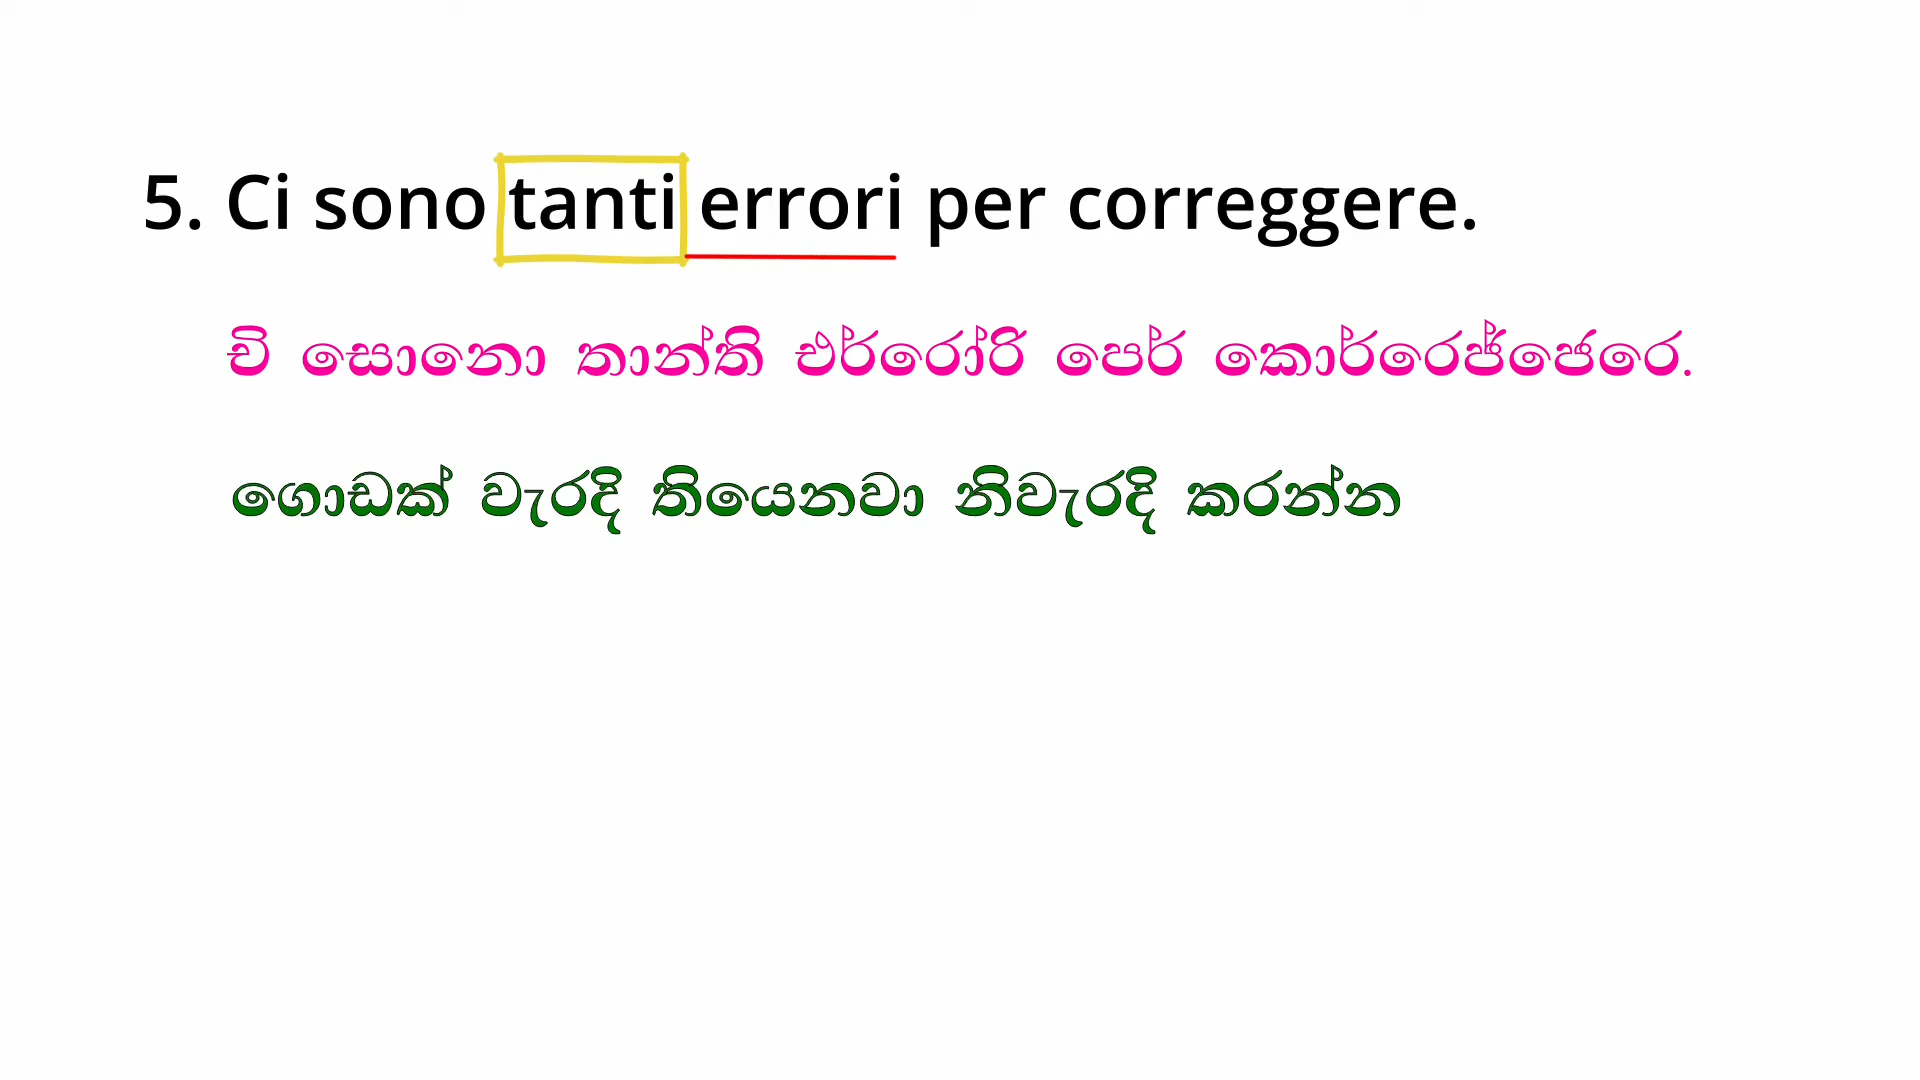 5. Ci sono tanti errori per correggere.
චි සොනො තාන්ති එර්රෝරි පෙර් කොර්රෙජ්ජෙරෙ.
ගොඩක් වැරදි තියෙනවා නිවැරදි කරන්න